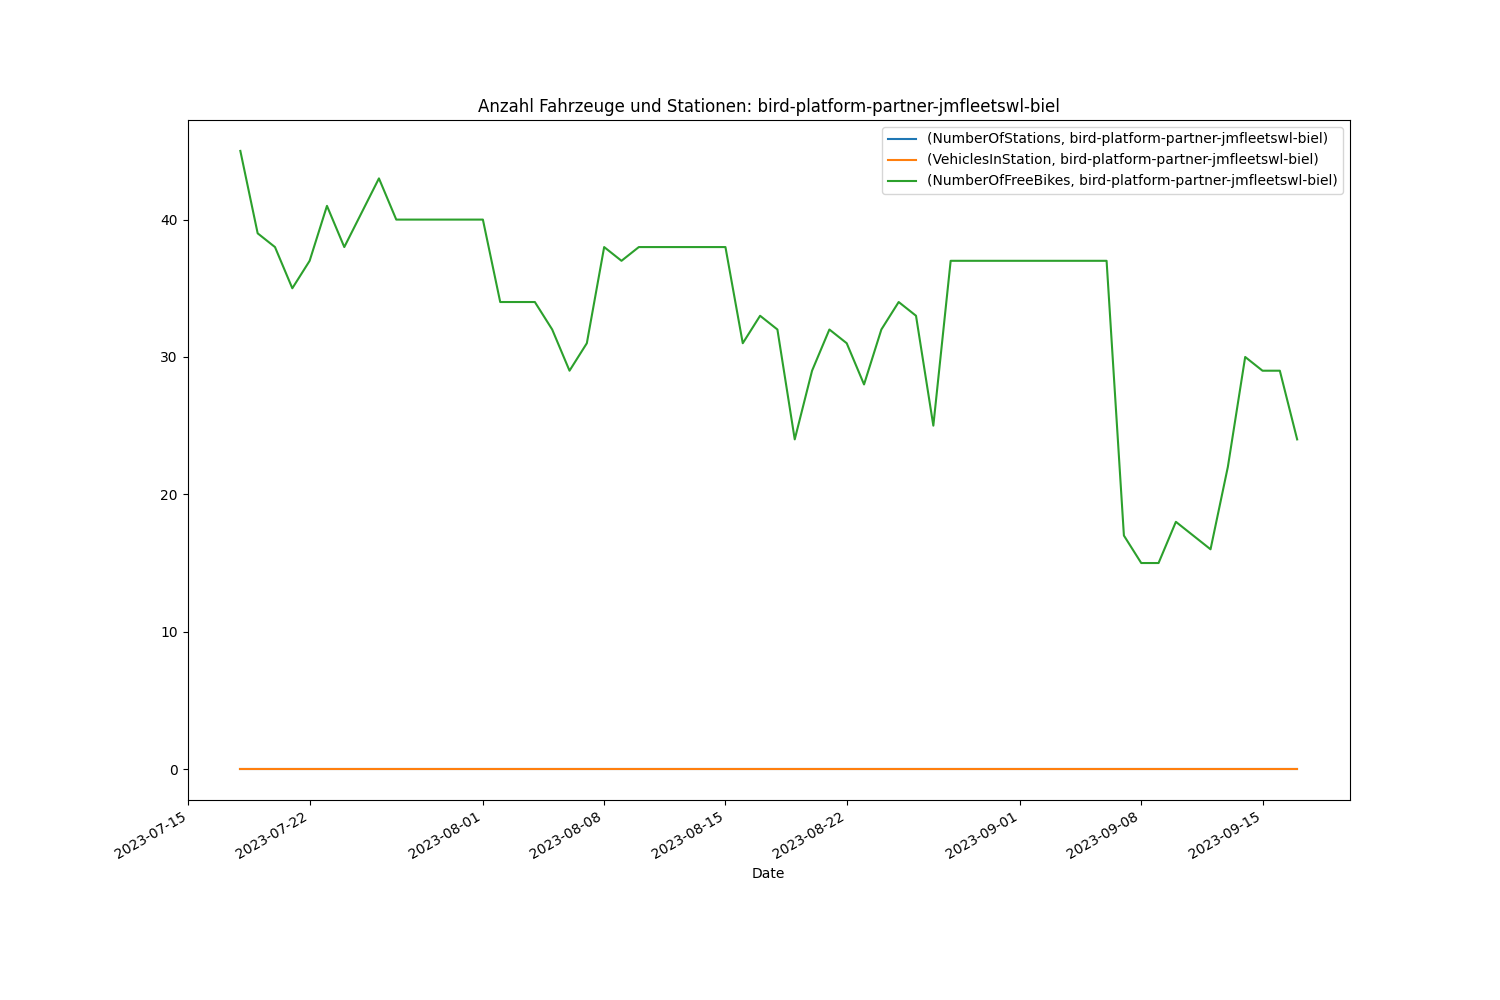 Anzahl Fahrzeuge und Stationen: bird-platform-partner-jmfleetswl-biel
(NumberOfStations, bird-platform-partner-jmfleetswl-biel)
(VehiclesInStation, bird-platform-partner-jmfleetswl-biel)
(NumberOfFreeBikes, bird-platform-partner-jmfleetswl-biel)
40
30
20
10
0
2023-07-15
2023-07-22
2023-08-01
2023-08-08
2023-08-15
2023-08-22
2023-09-01
2023-09-08
2023-09-15
Date